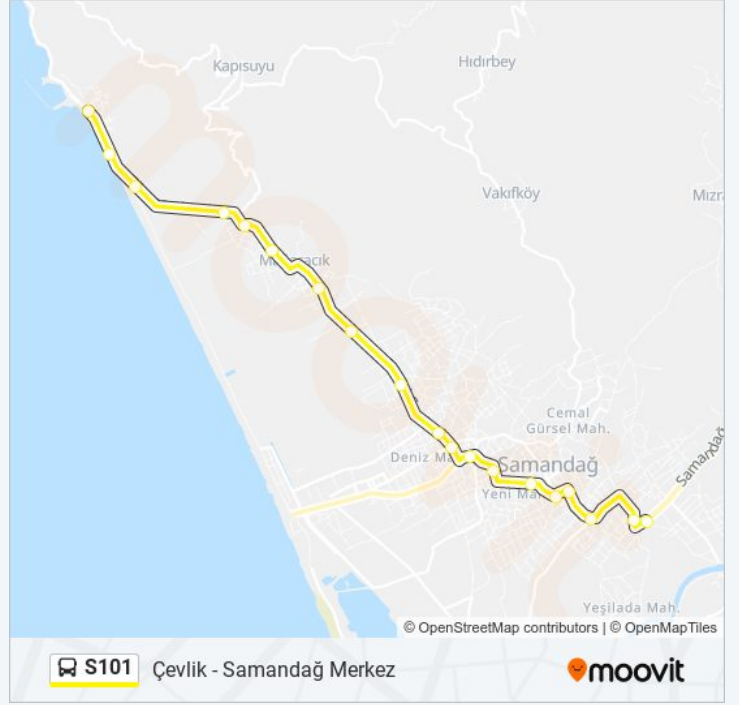 Kapısuyu
Hıdırbey
Vakıfköy
Mızra
Cemal
Gürsel Mah.
Deniz Ma
Samandağ
Samandağ
Yeni Ma
Yeşilada Mah.
© OpenStreetMap contributors | © OpenMapTiles
S101 Çevlik - Samandağ Merkez
moovit